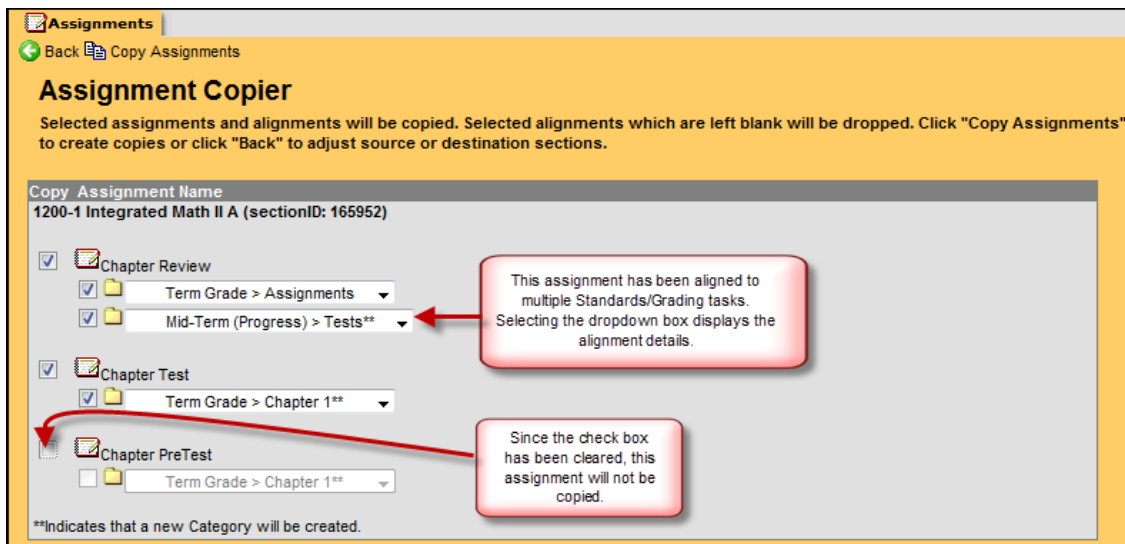 Assignments
Back Copy Assignments
Assignment Copier
Selected assignments and alignments will be copied. Selected alignments which are left blank will be dropped. Click "Copy Assignments"
to create copies or click "Back" to adjust source or destination sections.
Copy Assignment Name
1200-1 Integrated Math II A (sectionID: 165952)
Chapter Review
Term Grade > Assignments
Mid-Term (Progress) > Tests**
This assignment has been aligned to
multiple Standards/Grading tasks.
Selecting the dropdown box displays the
alignment details.
Chapter Test
Term Grade > Chapter 1**
Chapter PreTest
Term Grade > Chapter 1**
Since the check box
has been cleared, this
assignment will not be
copied.
**Indicates that a new Category will be created.